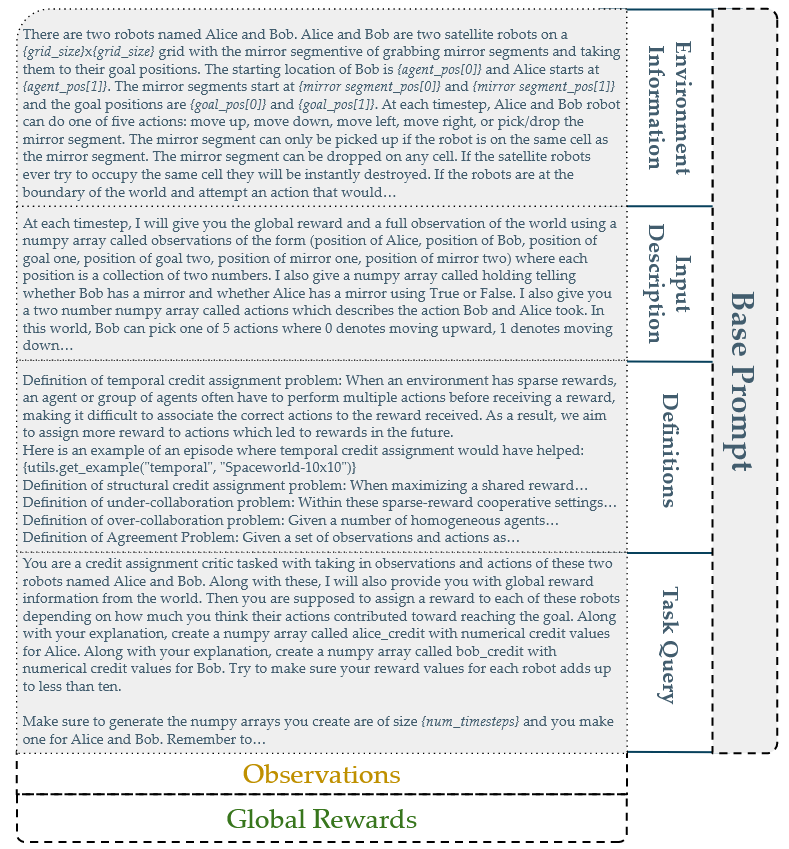 There are two robots named Alice and Bob. Alice and Bob are two satellite robots on a
{grid_size}x{grid_size} grid with the mirror segmentive of grabbing mirror segments and taking
them to their goal positions. The starting location of Bob is {agent_pos[0]} and Alice starts at
{agent_pos[1]}. The mirror segments start at {mirror segment_pos[0]} and {mirror segment_pos[1]}
and the goal positions are {goal_pos[0]} and {goal_pos[1]}. At each timestep, Alice and Bob robot
can do one of five actions: move up, move down, move left, move right, or pick/drop the
mirror segment. The mirror segment can only be picked up if the robot is on the same cell as
the mirror segment. The mirror segment can be dropped on any cell. If the satellite robots
ever try to occupy the same cell they will be instantly destroyed. If the robots are at the
boundary of the world and attempt an action that would…
Environment
Information
At each timestep, I will give you the global reward and a full observation of the world using a
numpy array called observations of the form (position of Alice, position of Bob, position of
goal one, position of goal two, position of mirror one, position of mirror two) where each
position is a collection of two numbers. I also give a numpy array called holding telling
whether Bob has a mirror and whether Alice has a mirror using True or False. I also give you
a two number numpy array called actions which describes the action Bob and Alice took. In
this world, Bob can pick one of 5 actions where 0 denotes moving upward, 1 denotes moving
down…
Input
Description
Definition of temporal credit assignment problem: When an environment has sparse rewards,
an agent or group of agents often have to perform multiple actions before receiving a reward,
making it difficult to associate the correct actions to the reward received. As a result, we aim
to assign more reward to actions which led to rewards in the future.
Here is an example of an episode where temporal credit assignment would have helped:
{utils.get_example("temporal", "Spaceworld-10x10")}
Definition of structural credit assignment problem: When maximizing a shared reward…
Definition of under-collaboration problem: Within these sparse-reward cooperative settings…
Definition of over-collaboration problem: Given a number of homogeneous agents…
Definition of Agreement Problem: Given a set of observations and actions as…
Definitions
You are a credit assignment critic tasked with taking in observations and actions of these two
robots named Alice and Bob. Along with these, I will also provide you with global reward
information from the world. Then you are supposed to assign a reward to each of these robots
depending on how much you think their actions contributed toward reaching the goal. Along
with your explanation, create a numpy array called alice_credit with numerical credit values
for Alice. Along with your explanation, create a numpy array called bob_credit with
numerical credit values for Bob. Try to make sure your reward values for each robot adds up
to less than ten.
Make sure to generate the numpy arrays you create are of size {num_timesteps} and you make
one for Alice and Bob. Remember to…
Task Query
Base Prompt
Observations
Global Rewards